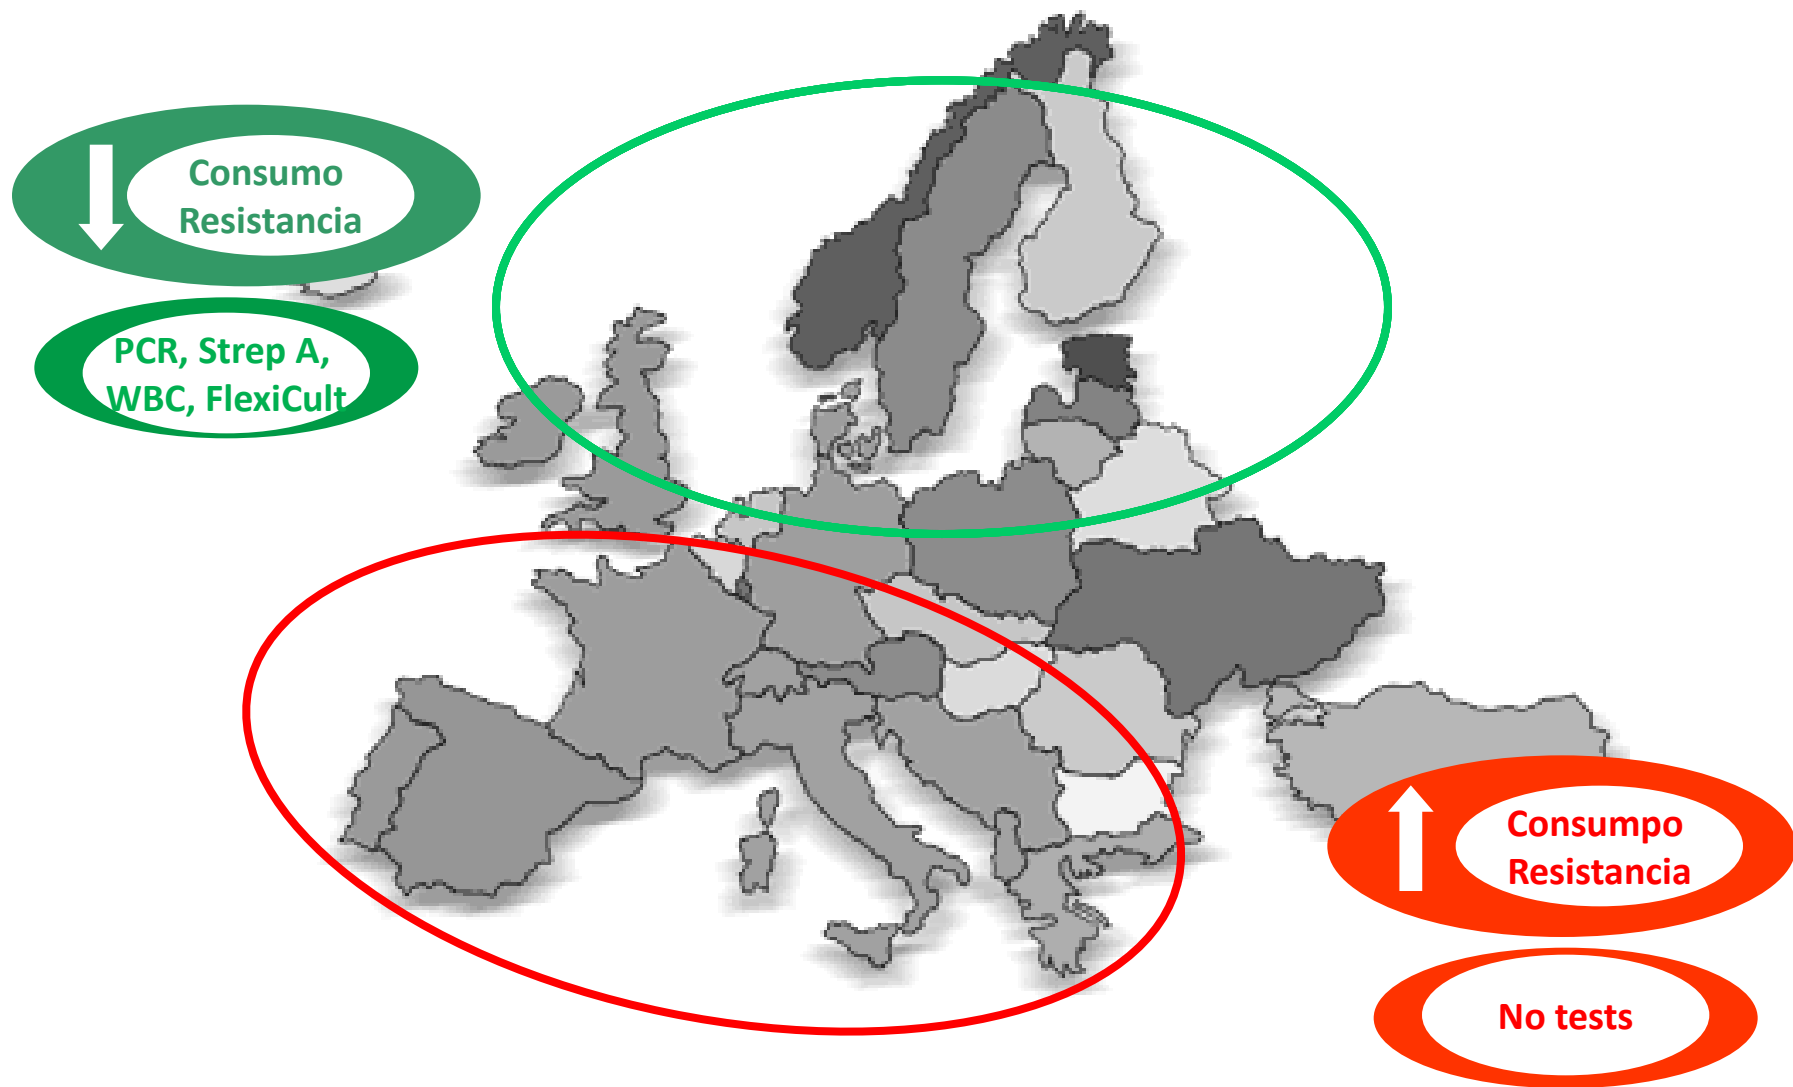 Consumo
Resistancia
PCR, Strep A,
WBC, FlexiCult
Consumpo
Resistancia
No tests